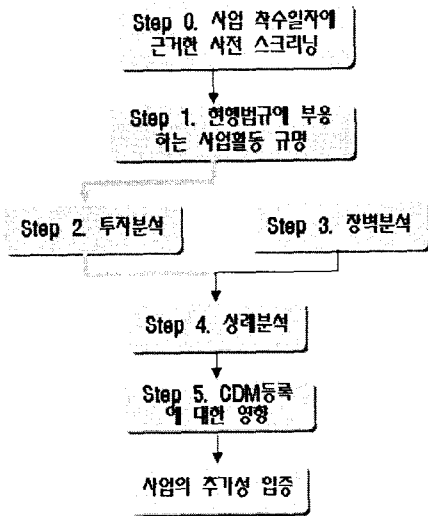 Step 0. 사업 착수일자에
근거한 사전 스크리닝
Step 1. 현행법규에 부응
하는 사업활동 규명
Step 2. 투자분석
Step 3. 장벽분석
Step 4. 상례분석
Step 5. CDM등록
에 대한 영향
사업의 추가성 입증